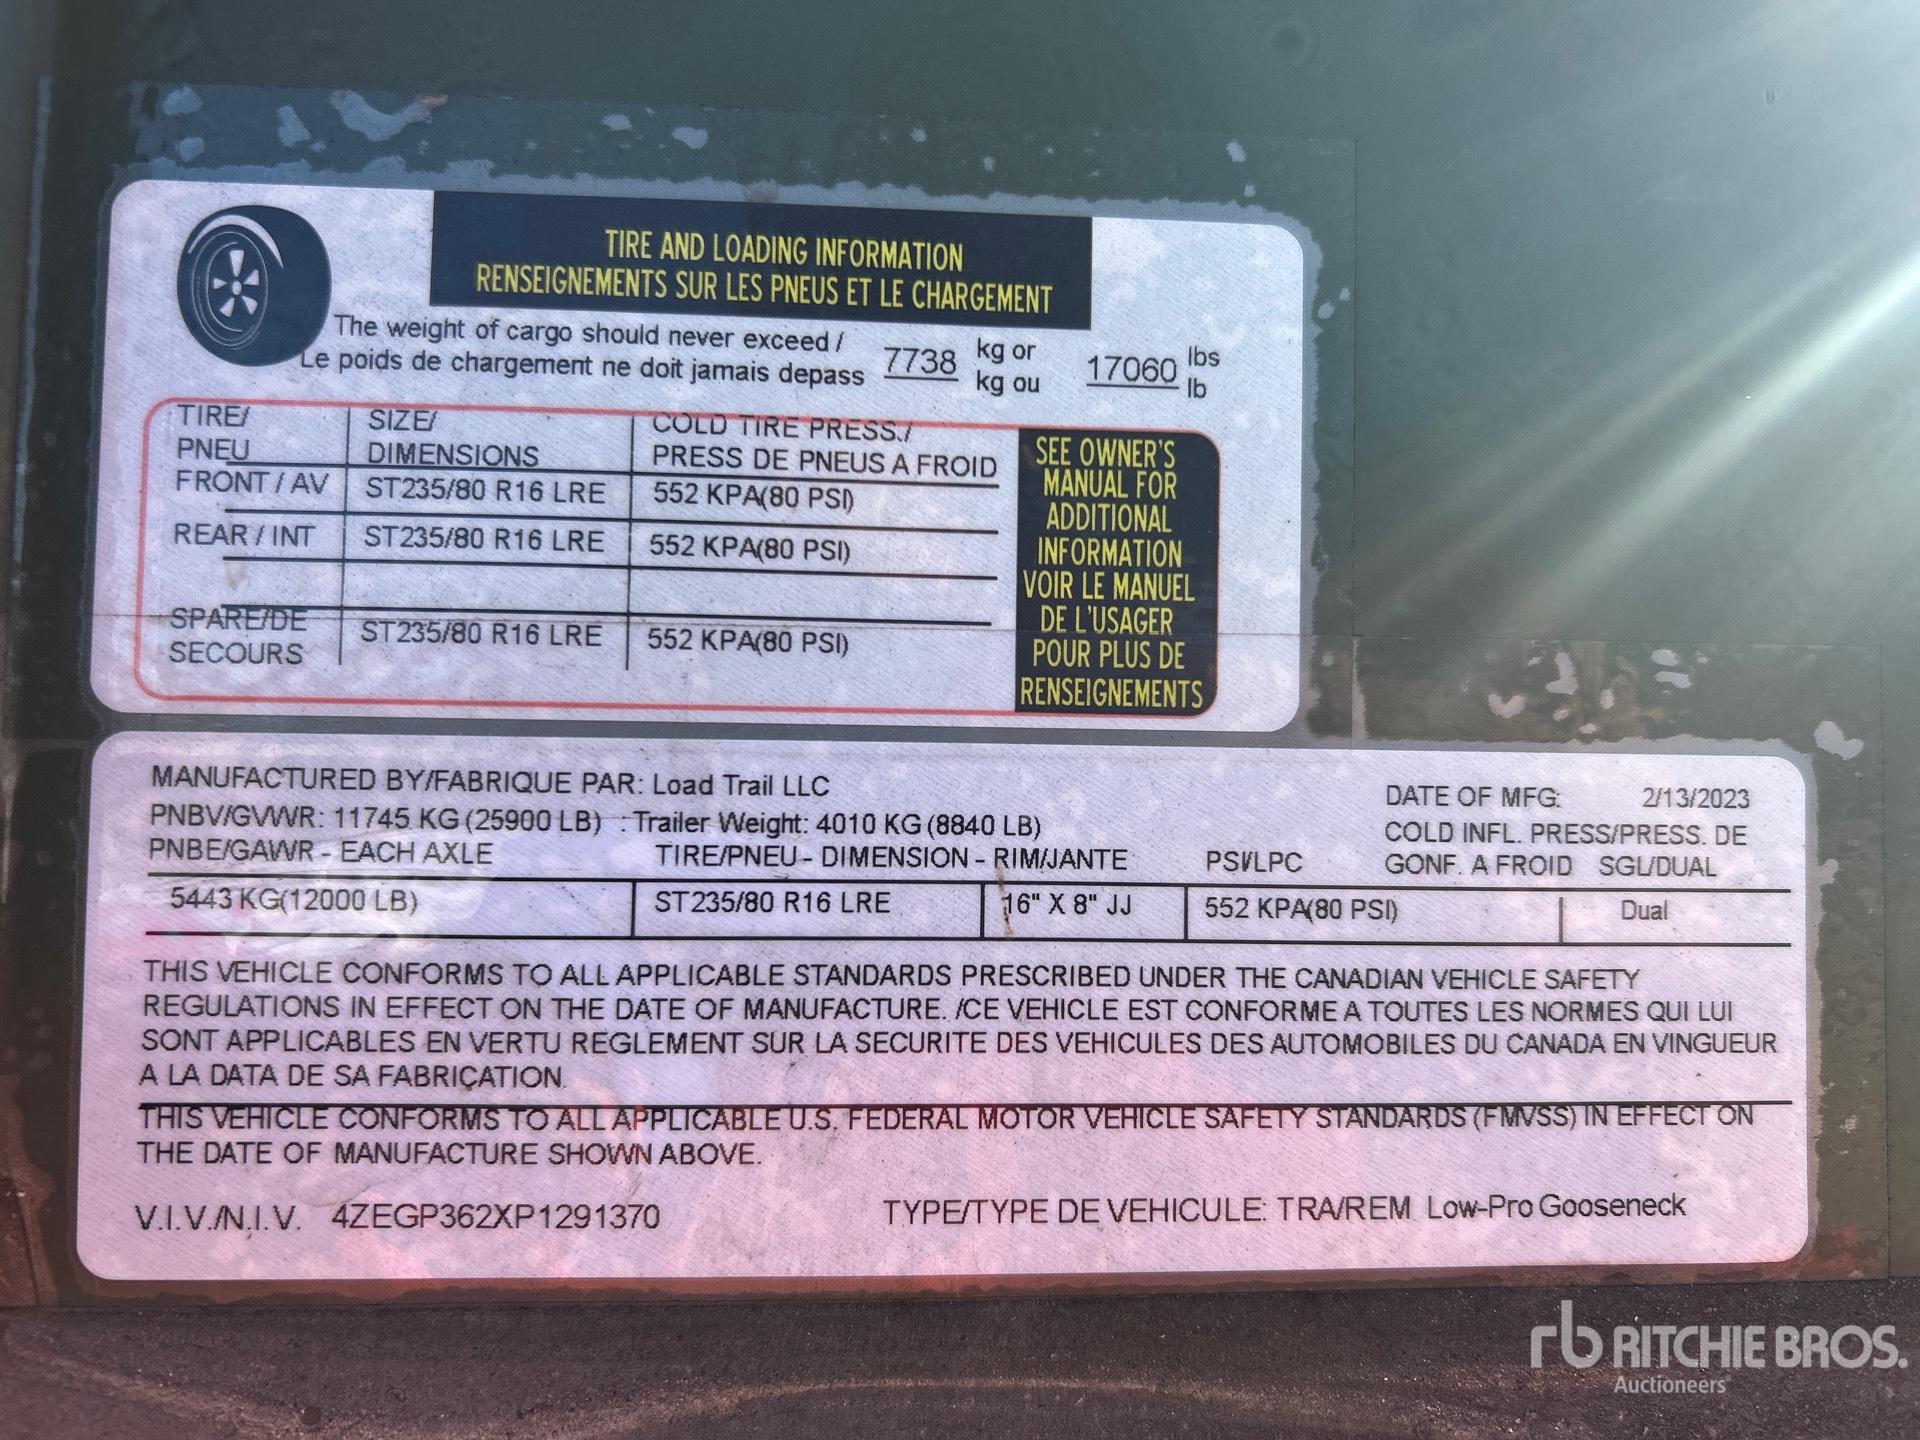 TIRE AND LOADING INFORMATION
RENSEIGNEMENTS SUR LES PNEUS ET LE CHARGEMENT
The weight of cargo should never exceed / 7738 kg or 17060 lbs
Le poids de chargement ne doit jamais depass kg ou lb
TIRE/ SIZE/ COLD TIRE PRESS./
PNEU DIMENSIONS PRESS DE PNEUS A FROID
FRONT / AV ST235/80 R16 LRE 552 KPA(80 PSI)
REAR / INT ST235/80 R16 LRE 552 KPA(80 PSI)
SPARE/DE
SECOURS ST235/80 R16 LRE 552 KPA(80 PSI)
SEE OWNER'S
MANUAL FOR
ADDITIONAL
INFORMATION
VOIR LE MANUEL
DE L'USAGER
POUR PLUS DE
RENSEIGNEMENTS
MANUFACTURED BY/FABRIQUE PAR: Load Trail LLC
DATE OF MFG: 2/13/2023
PNBV/GVWR: 11745 KG (25900 LB) : Trailer Weight: 4010 KG (8840 LB)
COLD INFL. PRESS/PRESS. DE
PNBE/GAWR - EACH AXLE TIRE/PNEU - DIMENSION - RIM/JANTE PSI/LPC GONF. A FROID SGL/DUAL
5443 KG(12000 LB) ST235/80 R16 LRE 16" X 8" JJ 552 KPA(80 PSI) Dual
THIS VEHICLE CONFORMS TO ALL APPLICABLE STANDARDS PRESCRIBED UNDER THE CANADIAN VEHICLE SAFETY
REGULATIONS IN EFFECT ON THE DATE OF MANUFACTURE. /CE VEHICLE EST CONFORME A TOUTES LES NORMES QUI LUI
SONT APPLICABLES EN VERTU REGLEMENT SUR LA SECURITE DES VEHICULES DES AUTOMOBILES DU CANADA EN VINGUEUR
A LA DATA DE SA FABRICATION.
THIS VEHICLE CONFORMS TO ALL APPLICABLE U.S. FEDERAL MOTOR VEHICLE SAFETY STANDARDS (FMVSS) IN EFFECT ON
THE DATE OF MANUFACTURE SHOWN ABOVE.
V.I.V./N.I.V. 4ZEGP362XP1291370 TYPE/TYPE DE VEHICULE: TRA/REM Low-Pro Gooseneck
rb RITCHIE BROS.
Auctioneers